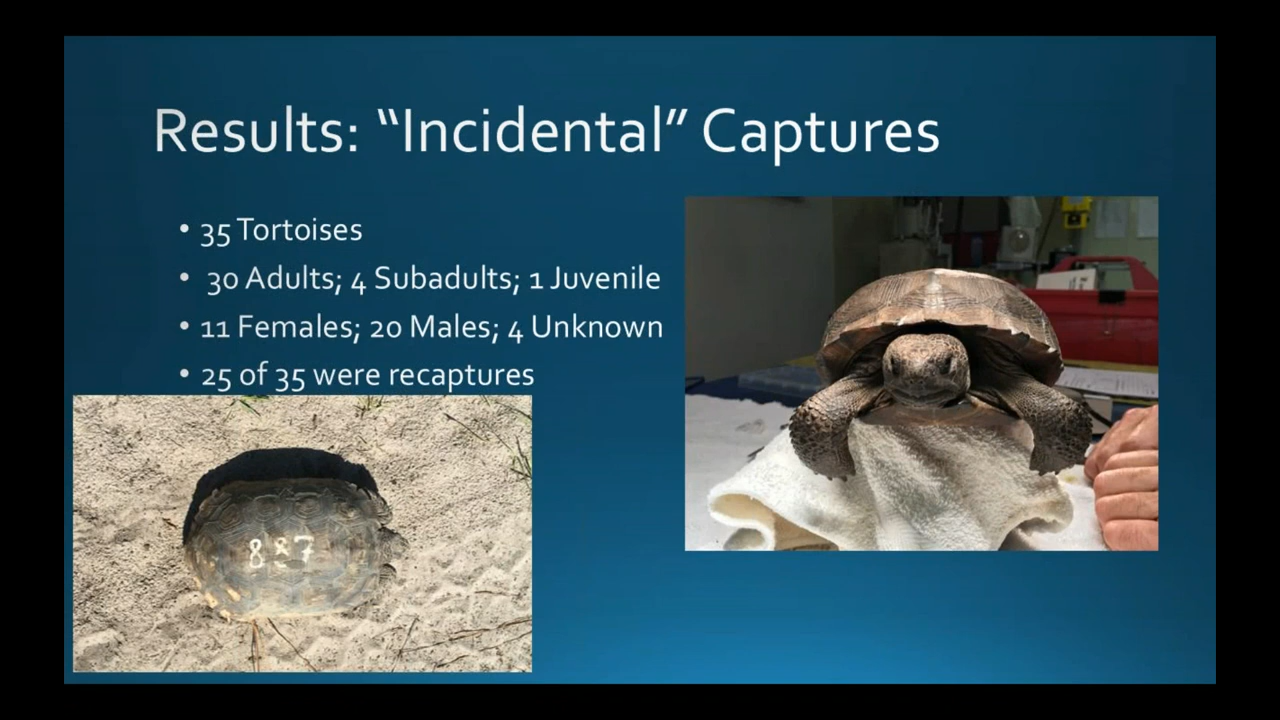 Results: “Incidental” Captures
• 35 Tortoises
• 30 Adults; 4 Subadults; 1 Juvenile
• 11 Females; 20 Males; 4 Unknown
• 25 of 35 were recaptures
887